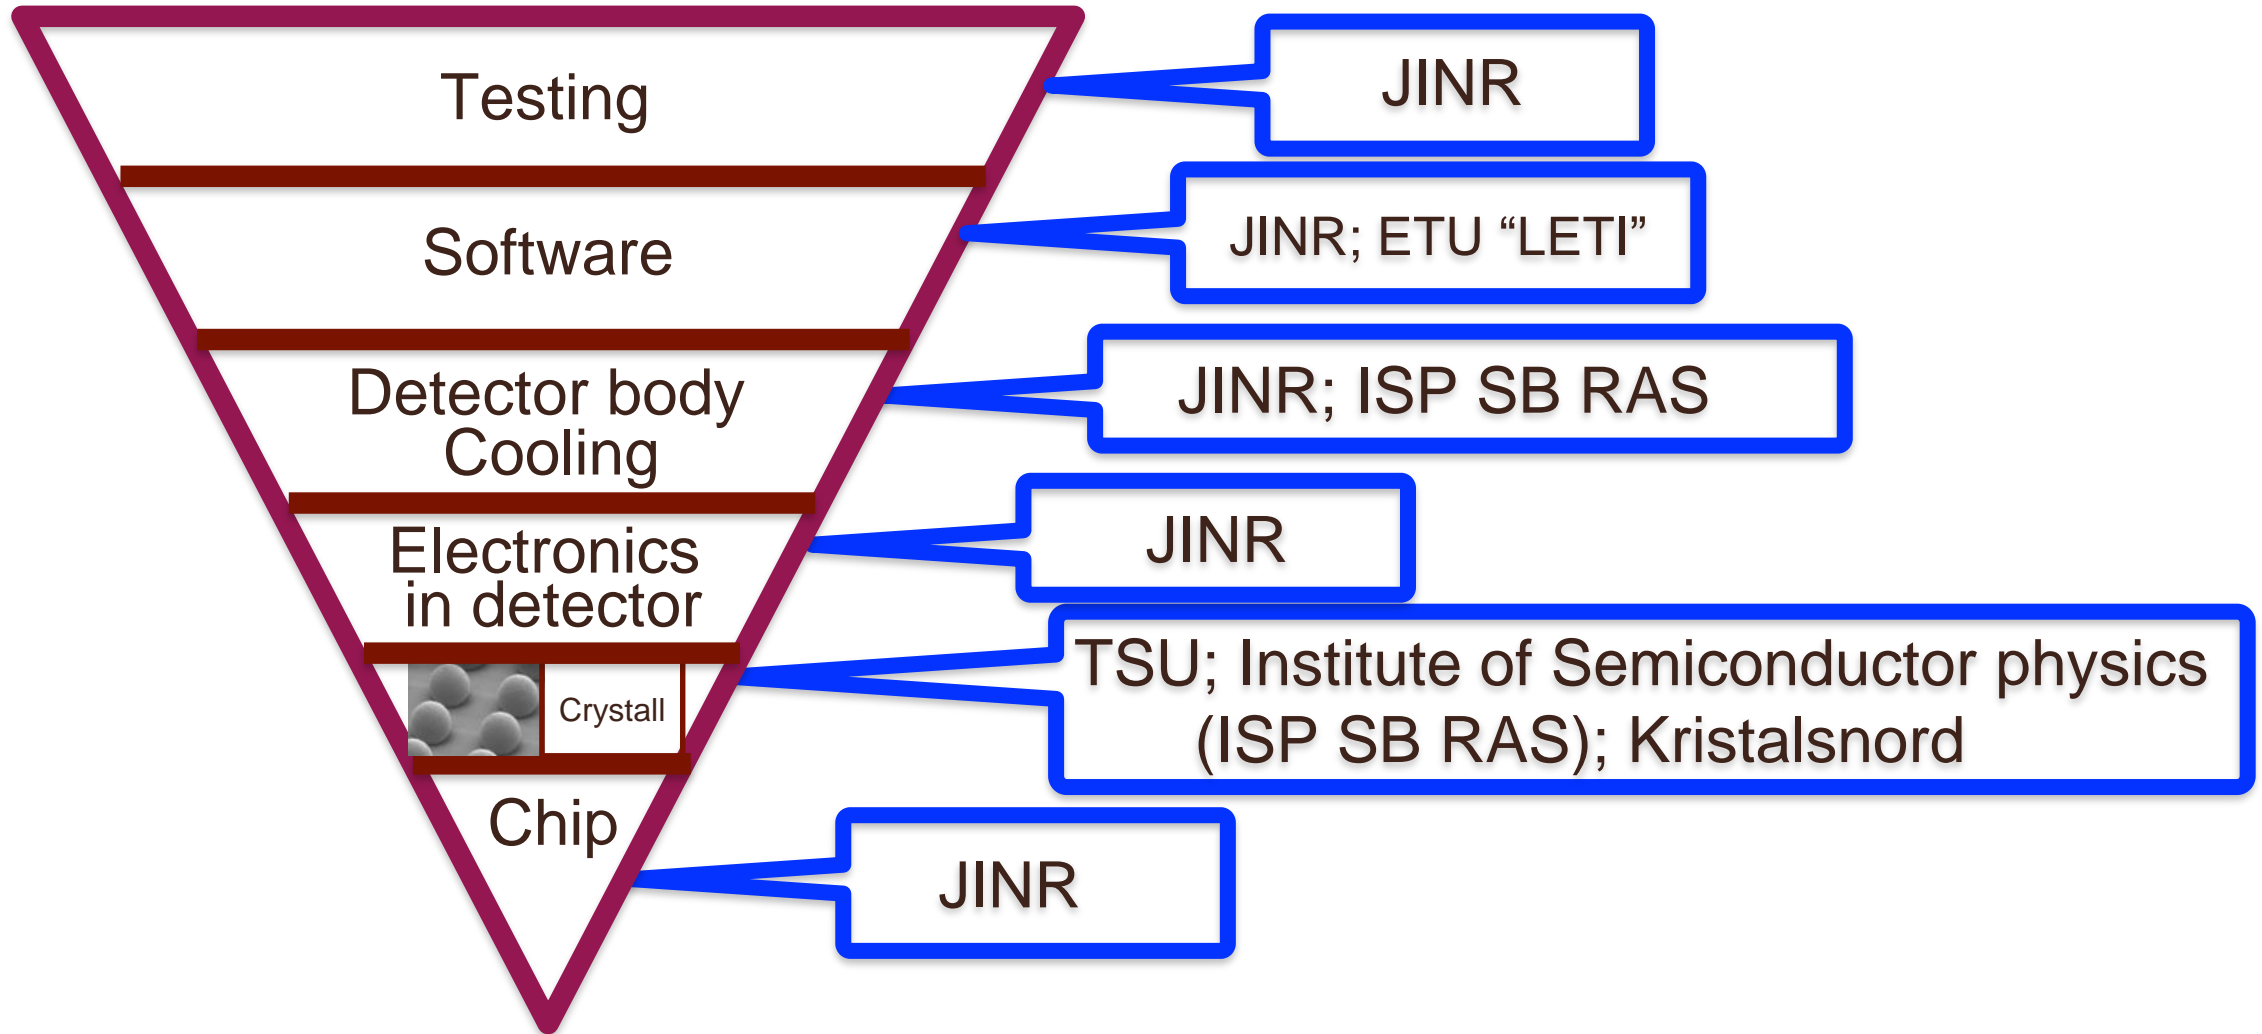 Testing
JINR
Software
JINR; ETU “LETI”
Detector body
Cooling
JINR; ISP SB RAS
Electronics
in detector
JINR
Crystall
TSU; Institute of Semiconductor physics
(ISP SB RAS); Kristalsnord
Chip
JINR